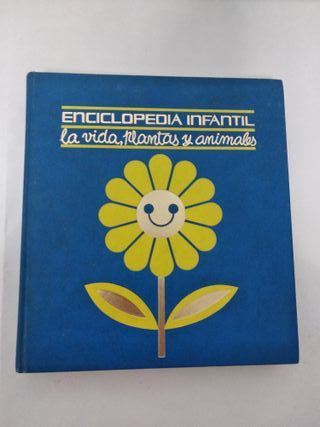 ENCICLOPEDIA INFANTIL
la vida, plantas y animales